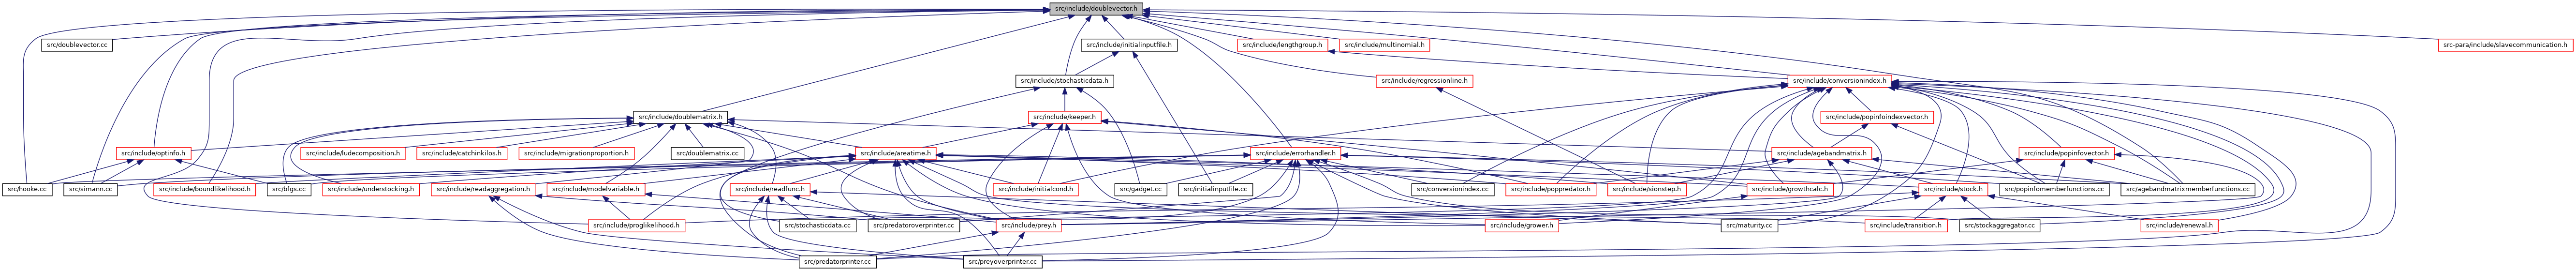 src/include/doublevector.h
src/doublevector.cc
src/include/initialinputfile.h
src/include/lengthgroup.h
src/include/multinomial.h
src-para/include/slavecommunication.h
src/include/stochasticdata.h
src/include/regressionline.h
src/include/conversionindex.h
src/include/doublematrix.h
src/include/keeper.h
src/include/popinfoindexvector.h
src/include/optinfo.h
src/include/ludecomposition.h
src/include/catchinkilos.h
src/include/migrationproportion.h
src/doublematrix.cc
src/include/areatime.h
src/include/errorhandler.h
src/include/agebandmatrix.h
src/include/popinfovector.h
src/hooke.cc
src/simann.cc
src/include/boundlikelihood.h
src/bfgs.cc
src/include/understocking.h
src/include/readaggregation.h
src/include/modelvariable.h
src/include/readfunc.h
src/include/initialcond.h
src/gadget.cc
src/initialinputfile.cc
src/conversionindex.cc
src/include/poppredator.h
src/include/sionstep.h
src/include/growthcalc.h
src/include/stock.h
src/popinfomemberfunctions.cc
src/agebandmatrixmemberfunctions.cc
src/include/proglikelihood.h
src/stochasticdata.cc
src/predatoroverprinter.cc
src/include/prey.h
src/include/grower.h
src/maturity.cc
src/include/transition.h
src/stockaggregator.cc
src/include/renewal.h
src/predatorprinter.cc
src/preyoverprinter.cc